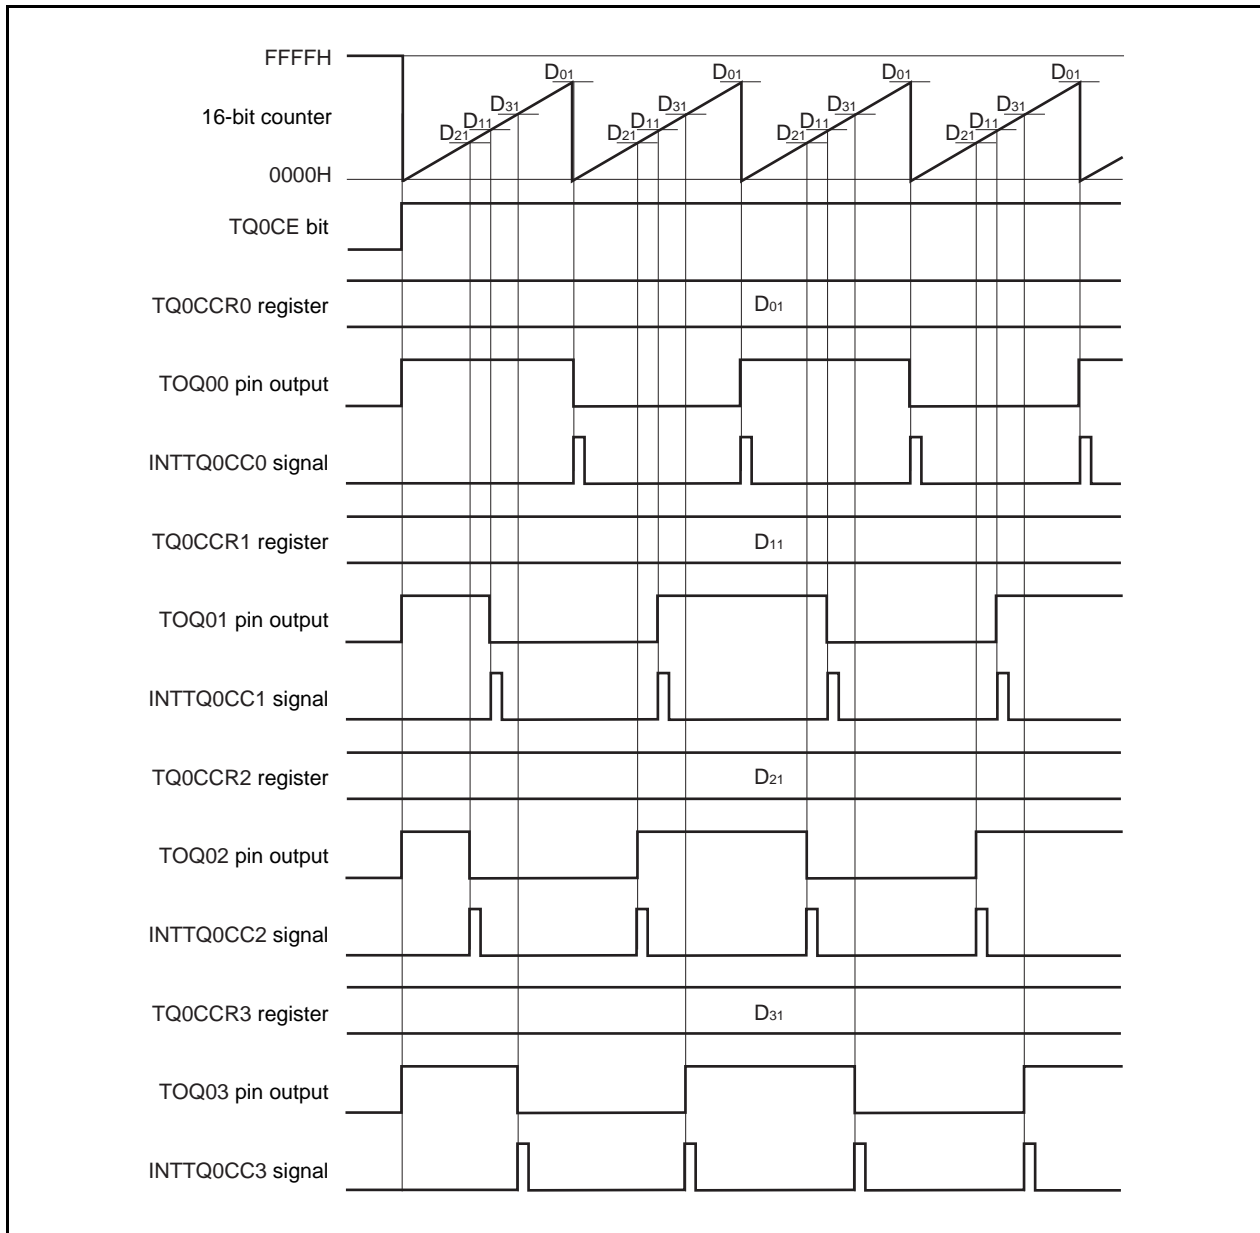 FFFFH
D01 D01 D01 D01
D31 D31 D31 D31
16-bit counter
D11 D11 D11 D11
D21 D21 D21 D21
0000H
TQ0CE bit
TQ0CCR0 register D01
TOQ00 pin output
INTTQ0CC0 signal
TQ0CCR1 register D11
TOQ01 pin output
INTTQ0CC1 signal
TQ0CCR2 register D21
TOQ02 pin output
INTTQ0CC2 signal
TQ0CCR3 register D31
TOQ03 pin output
INTTQ0CC3 signal